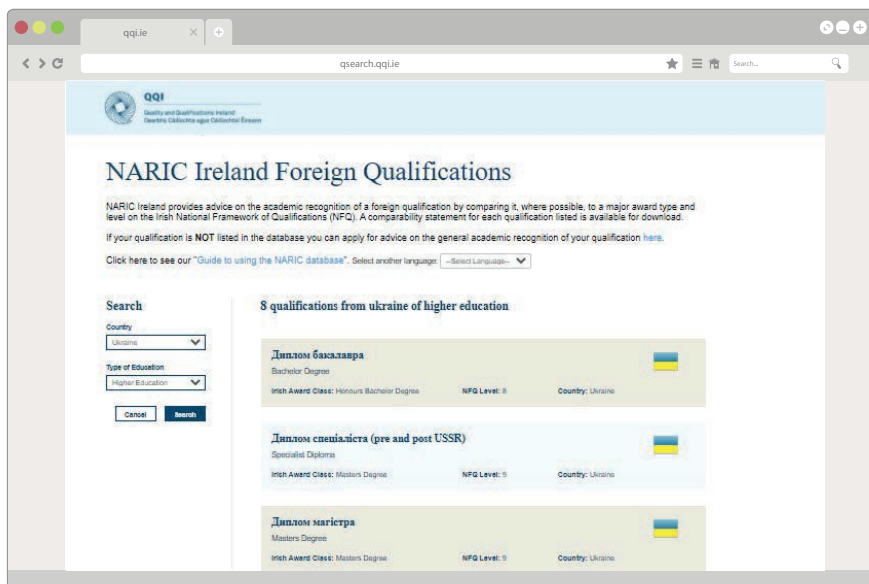 qqi.ie
qsearch.qqi.ie
Search...
QQI
Quality and Qualifications Ireland
Dearbhú Cáilíochta agus Cáilíochtaí Éireann
NARIC Ireland Foreign Qualifications
NARIC Ireland provides advice on the academic recognition of a foreign qualification by comparing it, where possible, to a major award type and
level on the Irish National Framework of Qualifications (NFQ). A comparability statement for each qualification listed is available for download.
If your qualification is NOT listed in the database you can apply for advice on the general academic recognition of your qualification here.
Click here to see our "Guide to using the NARIC database". Select another language: --Select Language--
Search
Country
Ukraine
Type of Education
Higher Education
Cancel Search
8 qualifications from ukraine of higher education
Диплом бакалавра
Bachelor Degree
Irish Award Class: Honours Bachelor Degree NFQ Level: 8 Country: Ukraine
Диплом спеціаліста (pre and post USSR)
Specialist Diploma
Irish Award Class: Masters Degree NFQ Level: 9 Country: Ukraine
Диплом магістра
Masters Degree
Irish Award Class: Masters Degree NFQ Level: 9 Country: Ukraine